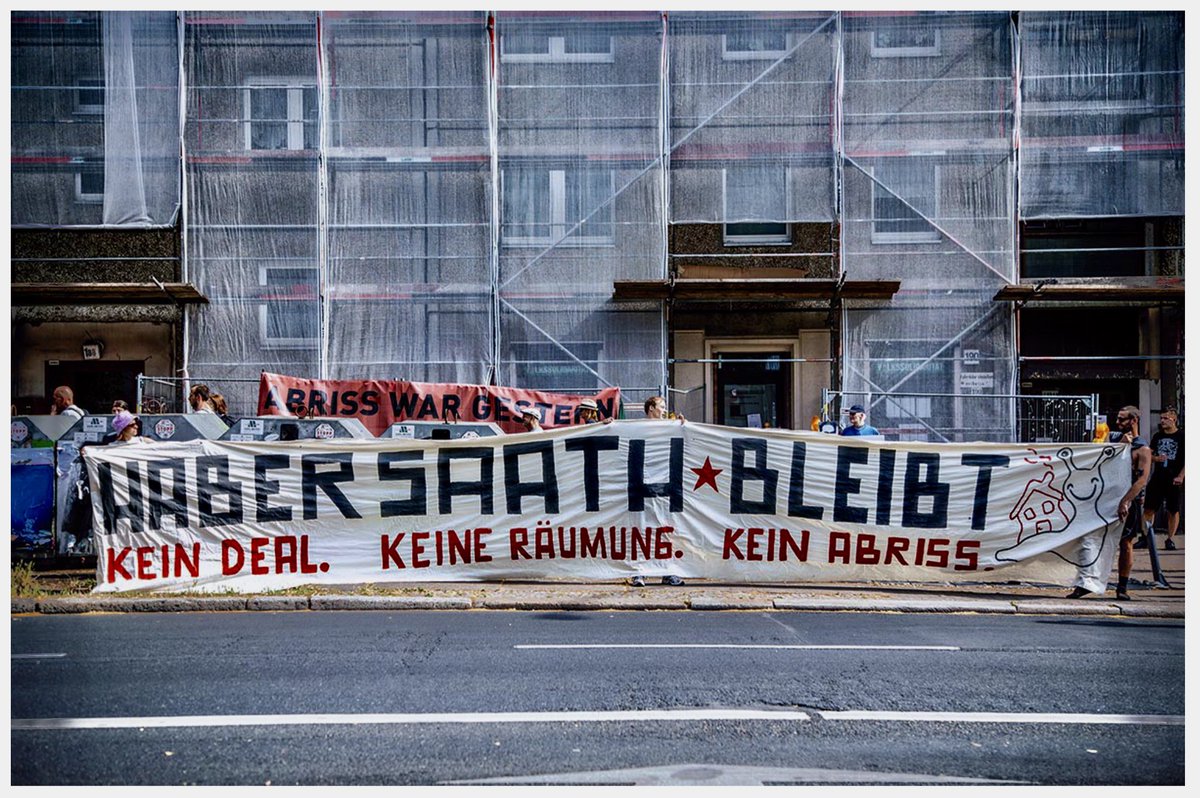 ABRISS WAR GESTERN
HABERSAATH ★ BLEIBT
KEIN DEAL. KEINE RÄUMUNG. KEIN ABRISS.